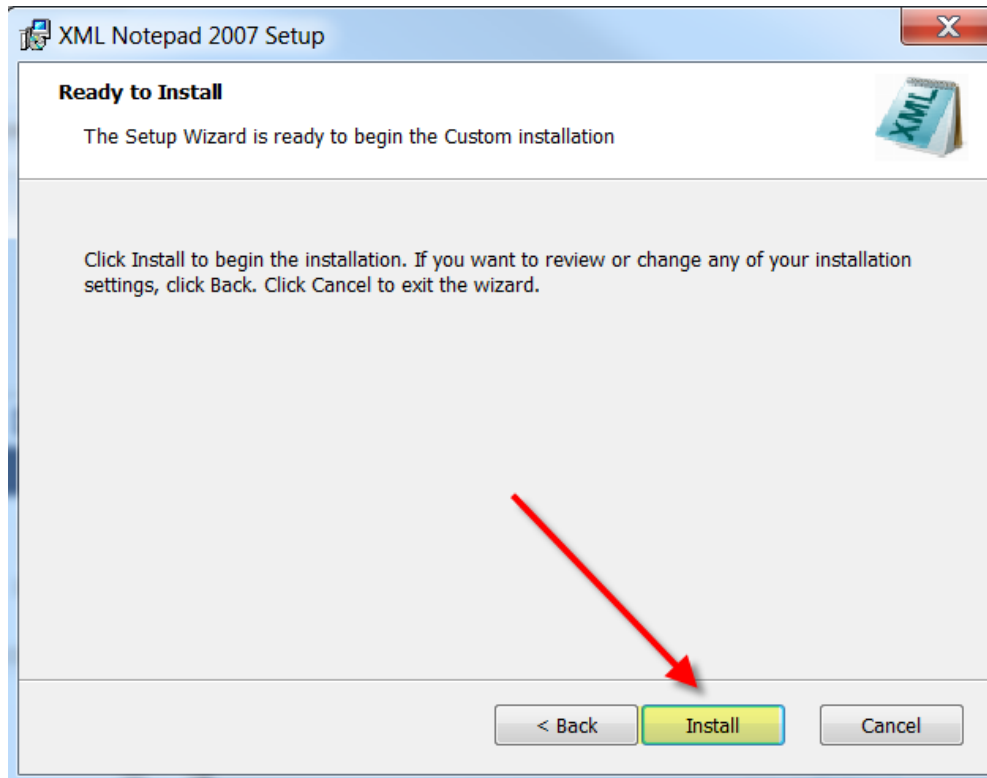 XML Notepad 2007 Setup
X
Ready to Install
The Setup Wizard is ready to begin the Custom installation
XML
Click Install to begin the installation. If you want to review or change any of your installation
settings, click Back. Click Cancel to exit the wizard.
< Back Install Cancel